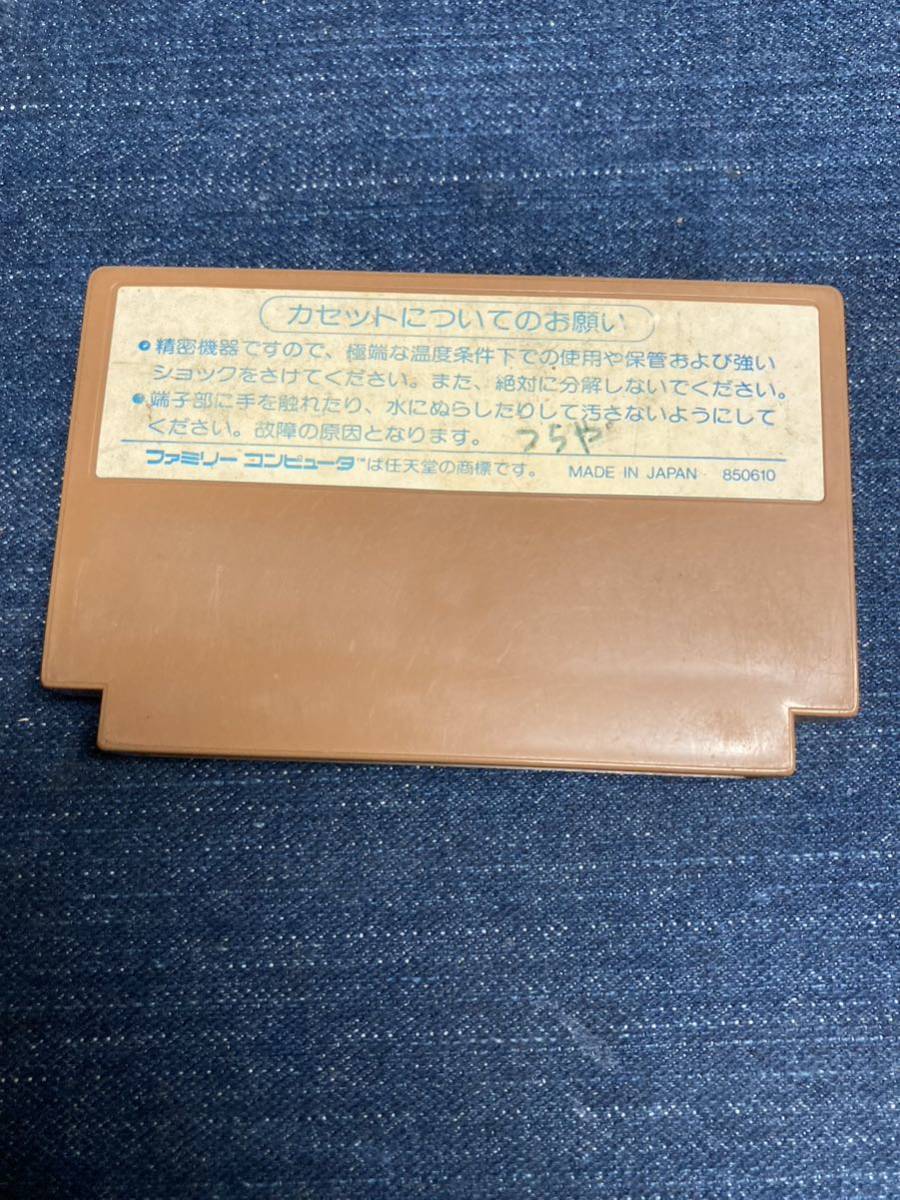 カセットについてのお願い
●精密機器ですので、極端な温度条件下での使用や保管および強い
ショックをさけてください。また、絶対に分解しないでください。
●端子部に手を触れたり、水にぬらしたりして汚さないようにして
ください。故障の原因となります。 つらや
ファミリーコンピュータ™は任天堂の商標です。 MADE IN JAPAN 850610